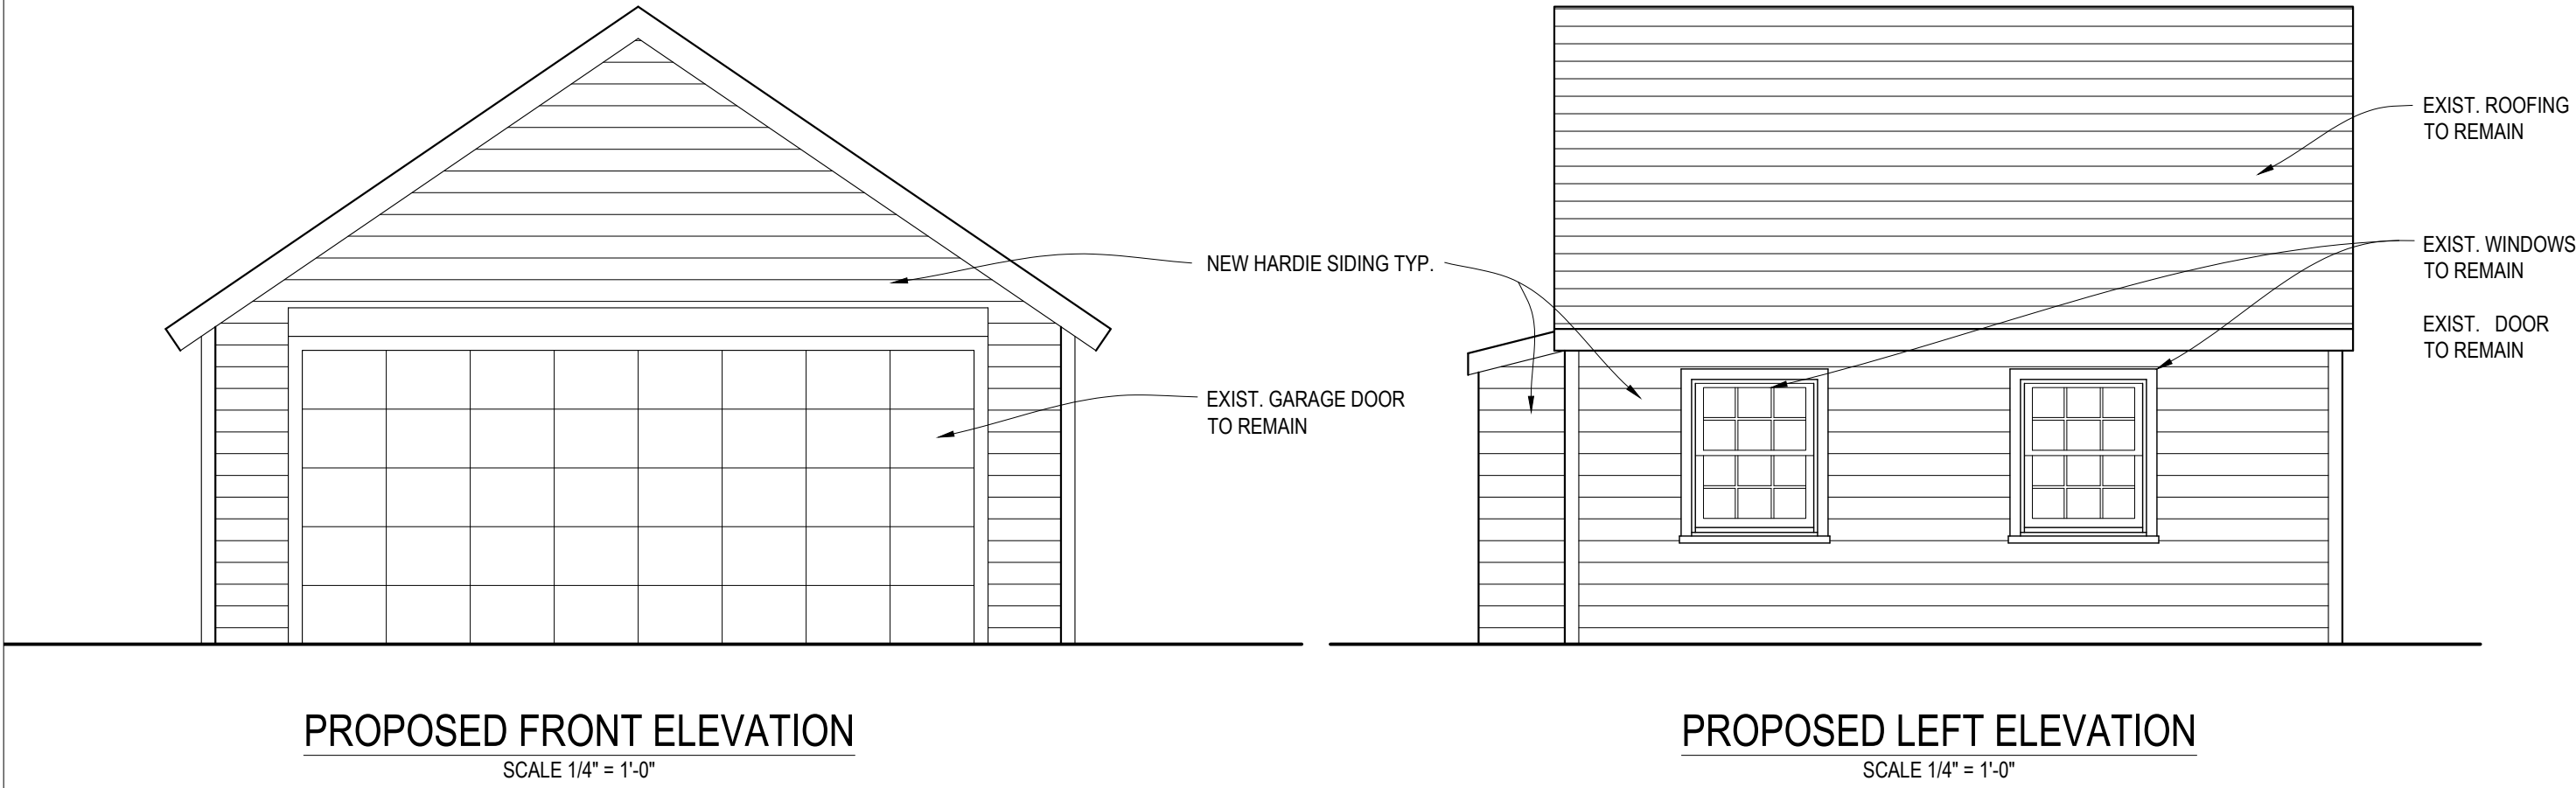 EXIST. ROOFING
TO REMAIN
NEW HARDIE SIDING TYP.
EXIST. WINDOWS
TO REMAIN
EXIST. DOOR
TO REMAIN
EXIST. GARAGE DOOR
TO REMAIN
PROPOSED FRONT ELEVATION
SCALE 1/4" = 1'-0"
PROPOSED LEFT ELEVATION
SCALE 1/4" = 1'-0"